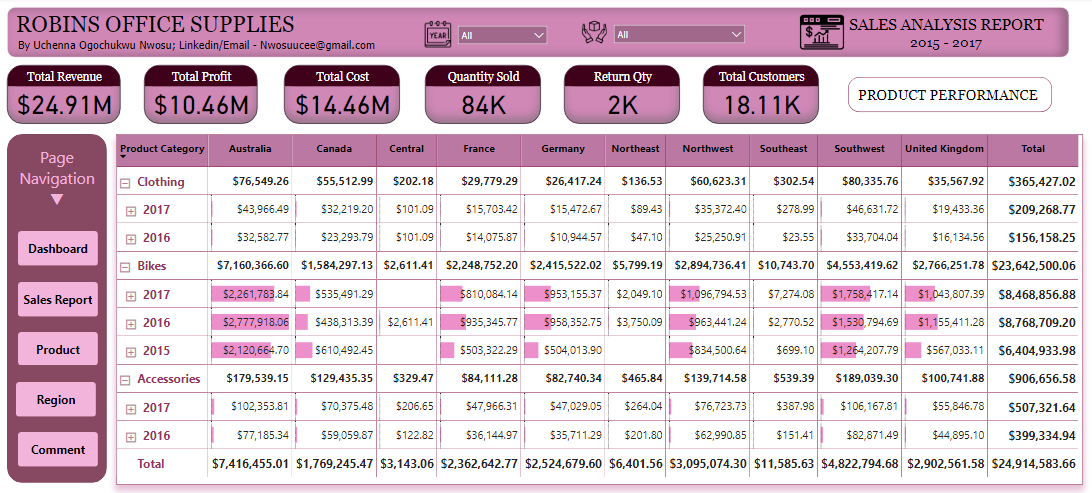 ROBINS OFFICE SUPPLIES
By Uchenna Ogochukwu Nwosu; Linkedin/Email - Nwosuucee@gmail.com
YEAR All
All
SALES ANALYSIS REPORT
2015 - 2017
Total Revenue Total Profit Total Cost Quantity Sold Return Qty Total Customers
$24.91M $10.46M $14.46M 84K 2K 18.11K
PRODUCT PERFORMANCE
Page
Navigation
Dashboard
Sales Report
Product
Region
Comment
Product Category Australia Canada Central France Germany Northeast Northwest Southeast Southwest United Kingdom Total
Clothing $76,549.26 $55,512.99 $202.18 $29,779.29 $26,417.24 $136.53 $60,623.31 $302.54 $80,335.76 $35,567.92 $365,427.02
2017 $43,966.49 $32,219.20 $101.09 $15,703.42 $15,472.67 $89.43 $35,372.40 $278.99 $46,631.72 $19,433.36 $209,268.77
2016 $32,582.77 $23,293.79 $101.09 $14,075.87 $10,944.57 $47.10 $25,250.91 $23.55 $33,704.04 $16,134.56 $156,158.25
Bikes $7,160,366.60 $1,584,297.13 $2,611.41 $2,248,752.20 $2,415,522.02 $5,799.19 $2,894,736.41 $10,743.70 $4,553,419.62 $2,766,251.78 $23,642,500.06
2017 $2,261,783.84 $535,491.29 $810,084.14 $953,155.37 $2,049.10 $1,096,794.53 $7,274.08 $1,758,417.14 $1,043,807.39 $8,468,856.88
2016 $2,777,918.06 $438,313.39 $2,611.41 $935,345.77 $958,352.75 $3,750.09 $963,441.24 $2,770.52 $1,530,794.69 $1,155,411.28 $8,768,709.20
2015 $2,120,664.70 $610,492.45 $503,322.29 $504,013.90 $834,500.64 $699.10 $1,264,207.79 $567,033.11 $6,404,933.98
Accessories $179,539.15 $129,435.35 $329.47 $84,111.28 $82,740.34 $465.84 $139,714.58 $539.39 $189,039.30 $100,741.88 $906,656.58
2017 $102,353.81 $70,375.48 $206.65 $47,966.31 $47,029.05 $264.04 $76,723.73 $387.98 $106,167.81 $55,846.78 $507,321.64
2016 $77,185.34 $59,059.87 $122.82 $36,144.97 $35,711.29 $201.80 $62,990.85 $151.41 $82,871.49 $44,895.10 $399,334.94
Total $7,416,455.01 $1,769,245.47 $3,143.06 $2,362,642.77 $2,524,679.60 $6,401.56 $3,095,074.30 $11,585.63 $4,822,794.68 $2,902,561.58 $24,914,583.66